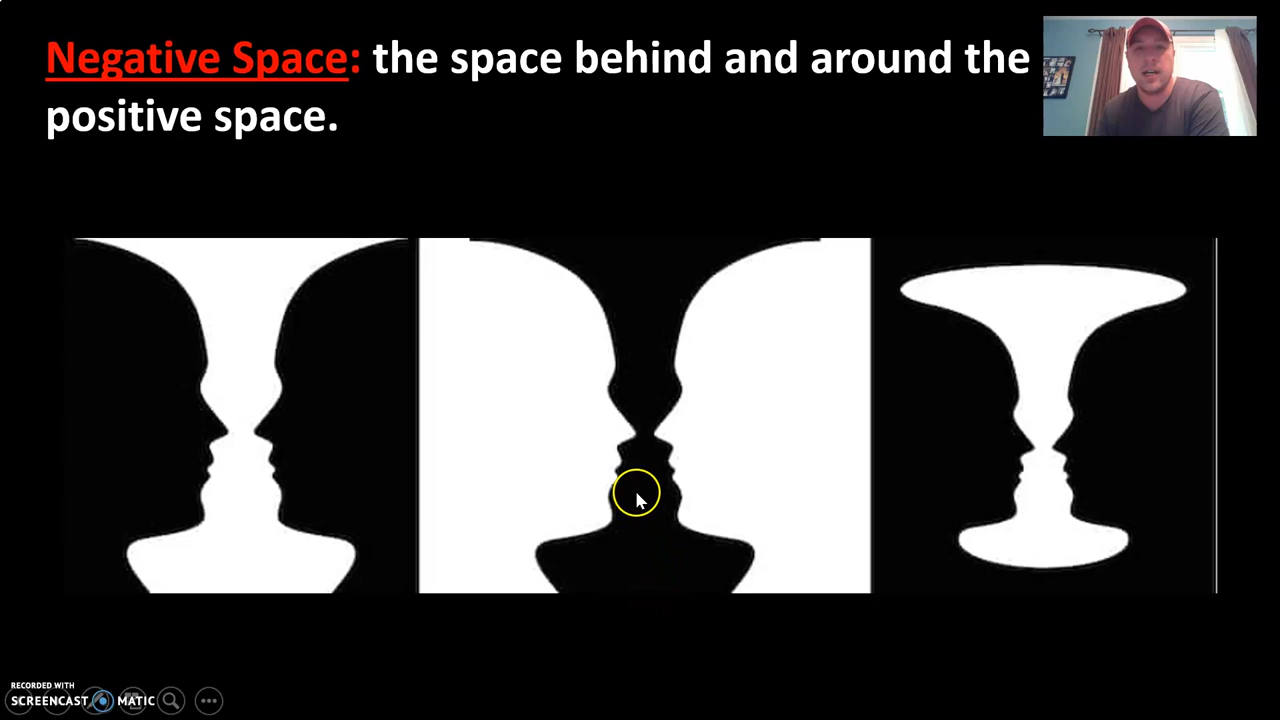 Negative Space: the space behind and around the
positive space.
RECORDED WITH
SCREENCAST MATIC